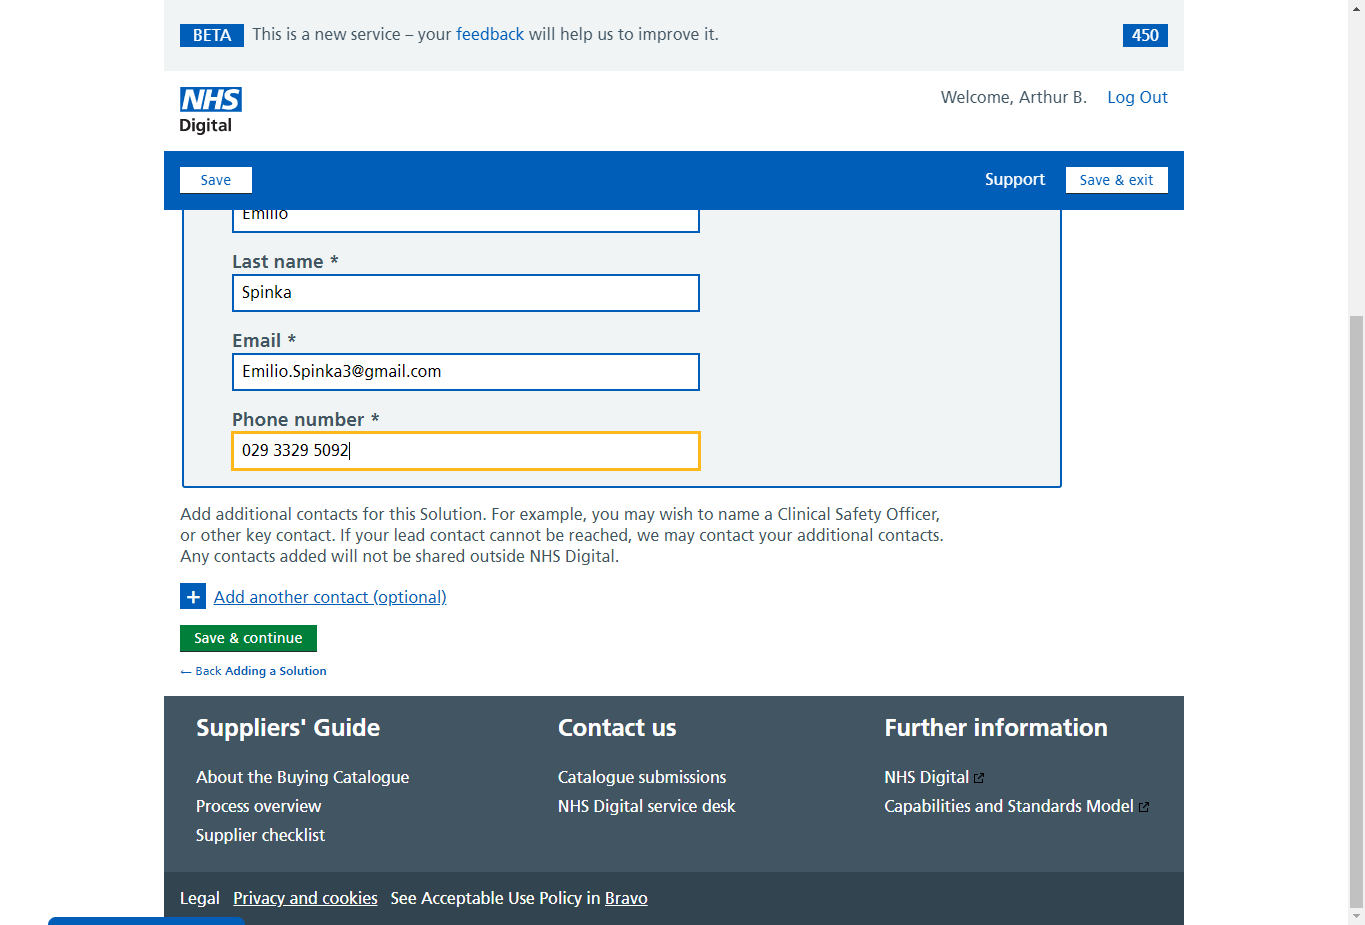 BETA This is a new service – your feedback will help us to improve it. 450
NHS
Digital
Welcome, Arthur B. Log Out
Save Support Save & exit
Emilio
Last name *
Spinka
Email *
Emilio.Spinka3@gmail.com
Phone number *
029 3329 5092
Add additional contacts for this Solution. For example, you may wish to name a Clinical Safety Officer,
or other key contact. If your lead contact cannot be reached, we may contact your additional contacts.
Any contacts added will not be shared outside NHS Digital.
+ Add another contact (optional)
Save & continue
← Back Adding a Solution
Suppliers' Guide
About the Buying Catalogue
Process overview
Supplier checklist
Contact us
Catalogue submissions
NHS Digital service desk
Further information
NHS Digital
Capabilities and Standards Model
Legal Privacy and cookies See Acceptable Use Policy in Bravo